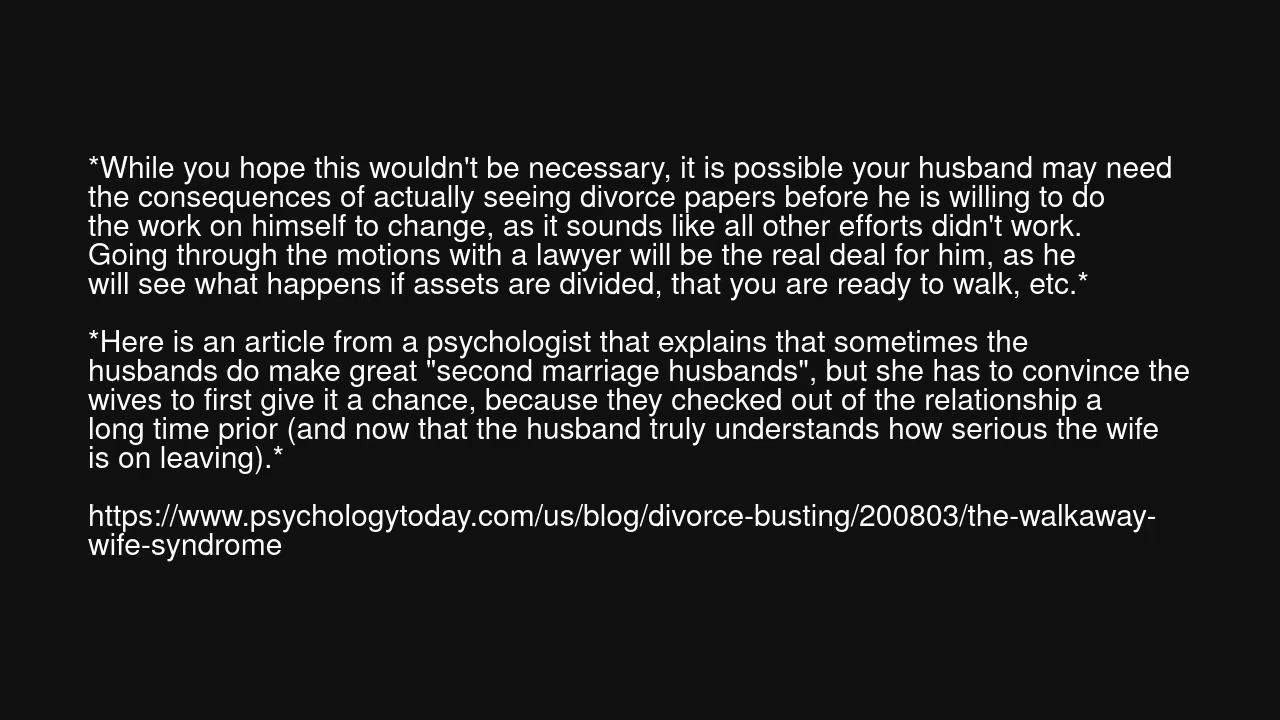 *While you hope this wouldn't be necessary, it is possible your husband may need
the consequences of actually seeing divorce papers before he is willing to do
the work on himself to change, as it sounds like all other efforts didn't work.
Going through the motions with a lawyer will be the real deal for him, as he
will see what happens if assets are divided, that you are ready to walk, etc.*
*Here is an article from a psychologist that explains that sometimes the
husbands do make great "second marriage husbands", but she has to convince the
wives to first give it a chance, because they checked out of the relationship a
long time prior (and now that the husband truly understands how serious the wife
is on leaving).*
https://www.psychologytoday.com/us/blog/divorce-busting/200803/the-walkaway-
wife-syndrome